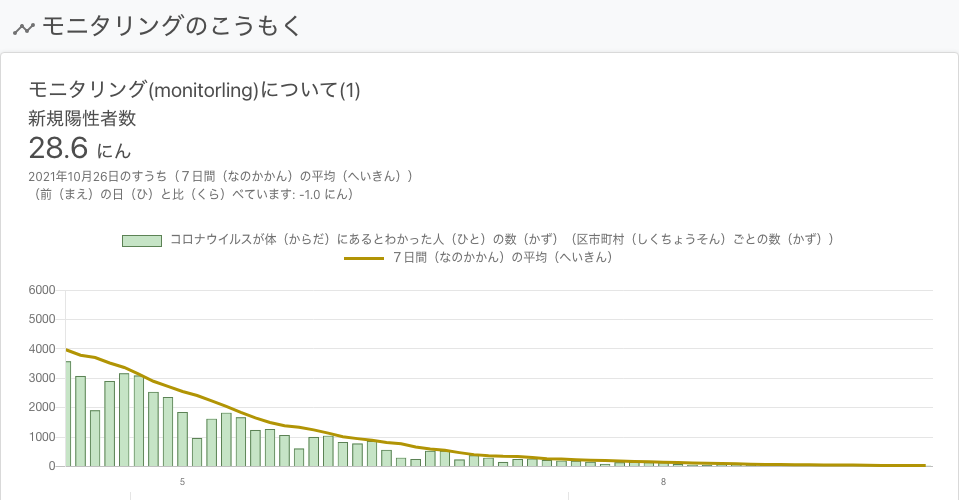 モニタリングのこうもく
モニタリング(monitorling)について(1)
新規陽性者数
28.6 にん
2021年10月26日のすうち（７日間（なのかかん）の平均（へいきん））
（前（まえ）の日（ひ）と比（くら）べています: -1.0 にん）
コロナウイルスが体（からだ）にあるとわかった人（ひと）の数（かず）（区市町村（しくちょうそん）ごとの数（かず））
７日間（なのかかん）の平均（へいきん）
6000
5000
4000
3000
2000
1000
0
5
8